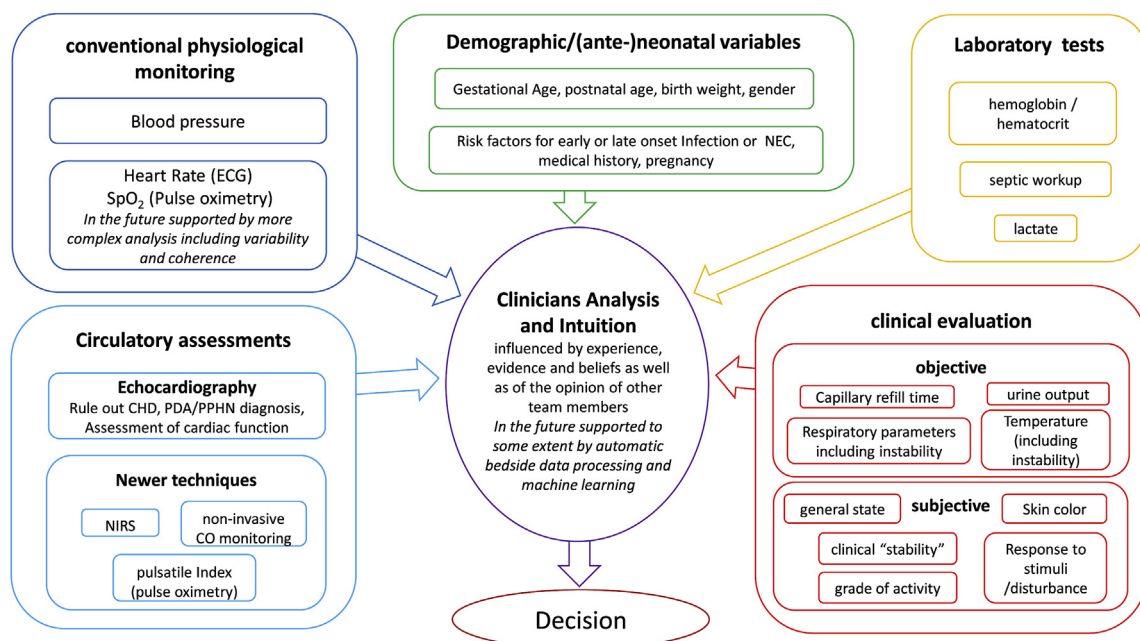 conventional physiological
monitoring
Blood pressure
Heart Rate (ECG)
SpO₂ (Pulse oximetry)
In the future supported by more
complex analysis including variability
and coherence
Demographic/(ante-)neonatal variables
Gestational Age, postnatal age, birth weight, gender
Risk factors for early or late onset Infection or NEC,
medical history, pregnancy
Laboratory tests
hemoglobin /
hematocrit
septic workup
lactate
Circulatory assessments
Echocardiography
Rule out CHD, PDA/PPHN diagnosis,
Assessment of cardiac function
Newer techniques
NIRS
non-invasive
CO monitoring
pulsatile Index
(pulse oximetry)
Clinicians Analysis
and Intuition
influenced by experience,
evidence and beliefs as well
as of the opinion of other
team members
In the future supported to
some extent by automatic
bedside data processing and
machine learning
clinical evaluation
objective
Capillary refill time
urine output
Respiratory parameters
including instability
Temperature
(including
instability)
subjective
general state
Skin color
clinical “stability”
grade of activity
Response to
stimuli
/disturbance
Decision